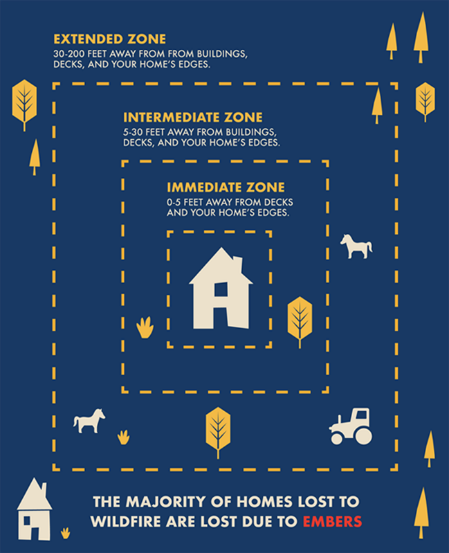 EXTENDED ZONE
30-200 FEET AWAY FROM FROM BUILDINGS,
DECKS, AND YOUR HOME'S EDGES.
INTERMEDIATE ZONE
5-30 FEET AWAY FROM BUILDINGS,
DECKS, AND YOUR HOME'S EDGES.
IMMEDIATE ZONE
0-5 FEET AWAY FROM DECKS
AND YOUR HOME'S EDGES.
THE MAJORITY OF HOMES LOST TO
WILDFIRE ARE LOST DUE TO EMBERS